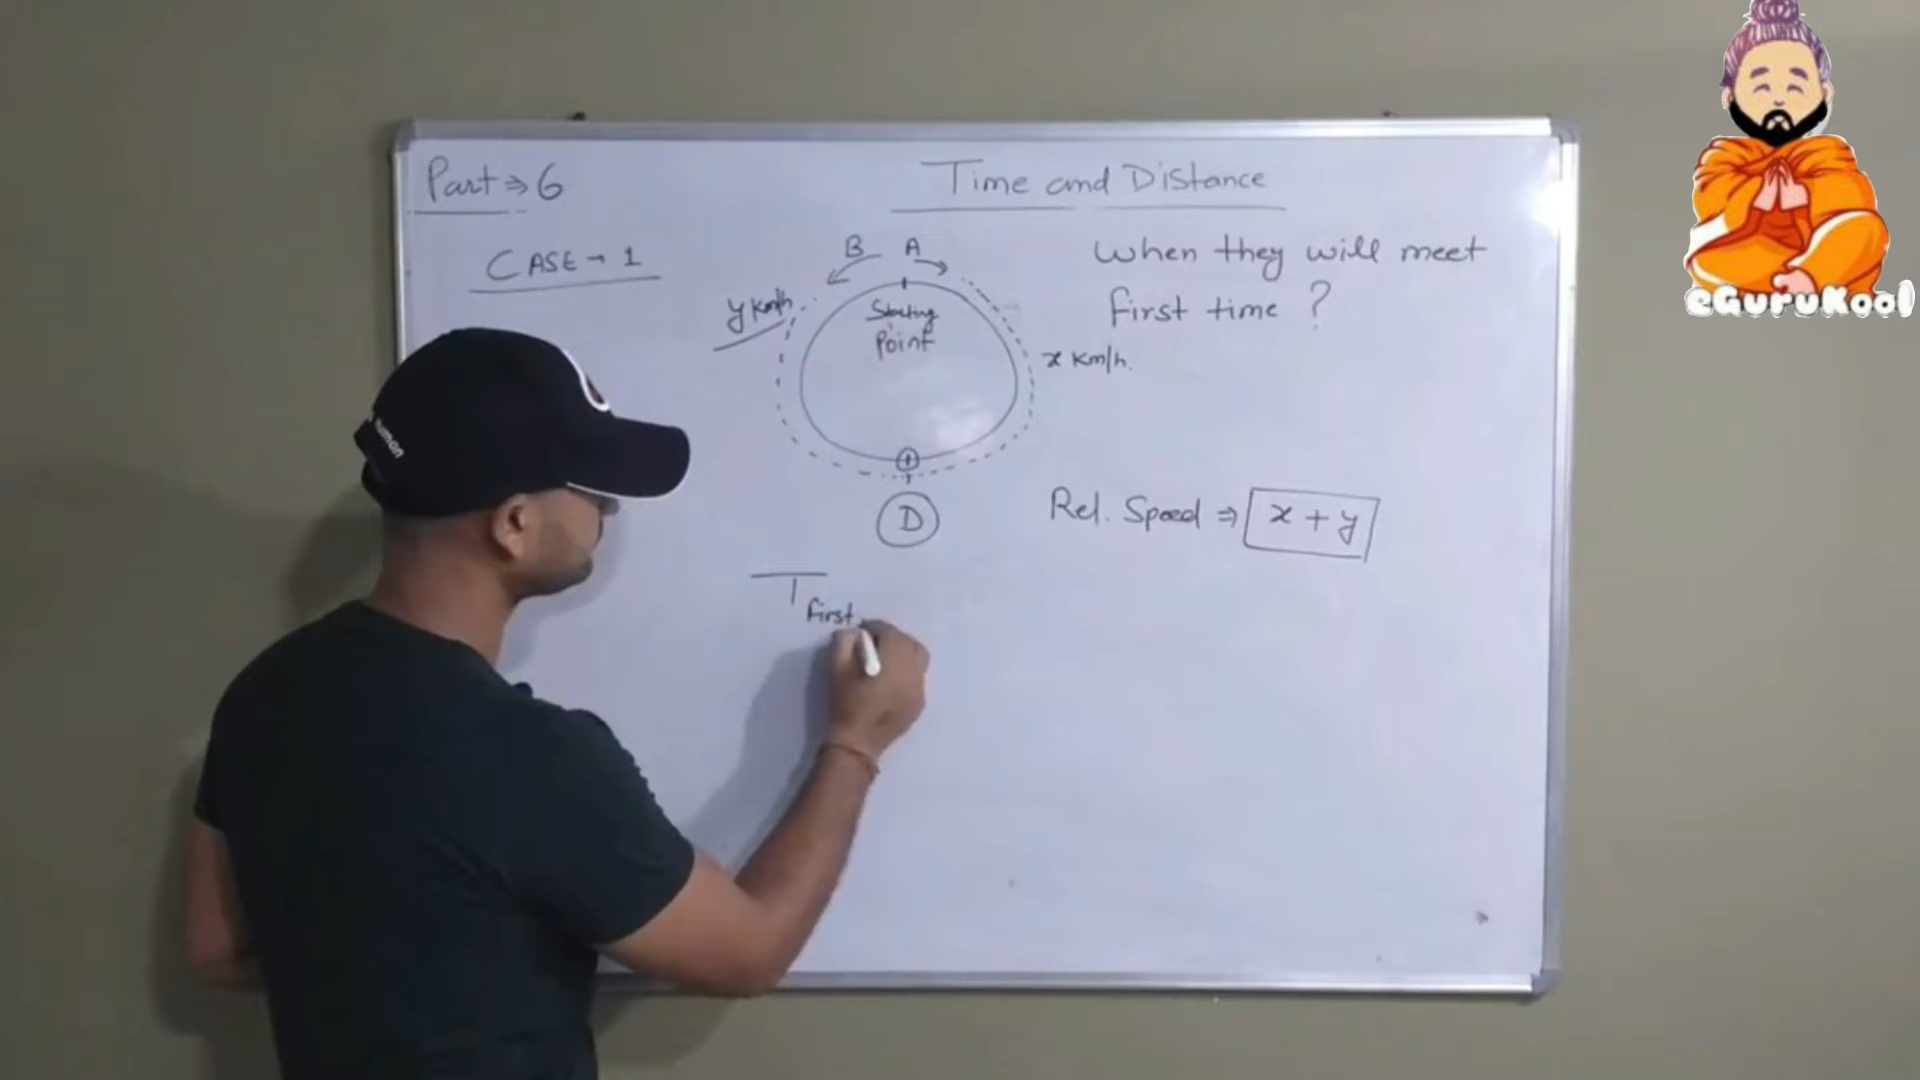 Part ⇒ 6
Time and Distance
CASE → 1
B A
When they will meet
first time ?
y Km/h.
Starting
Point
x Km/h.
D
Rel. Speed ⇒ x + y
T first
human
eGuruKool